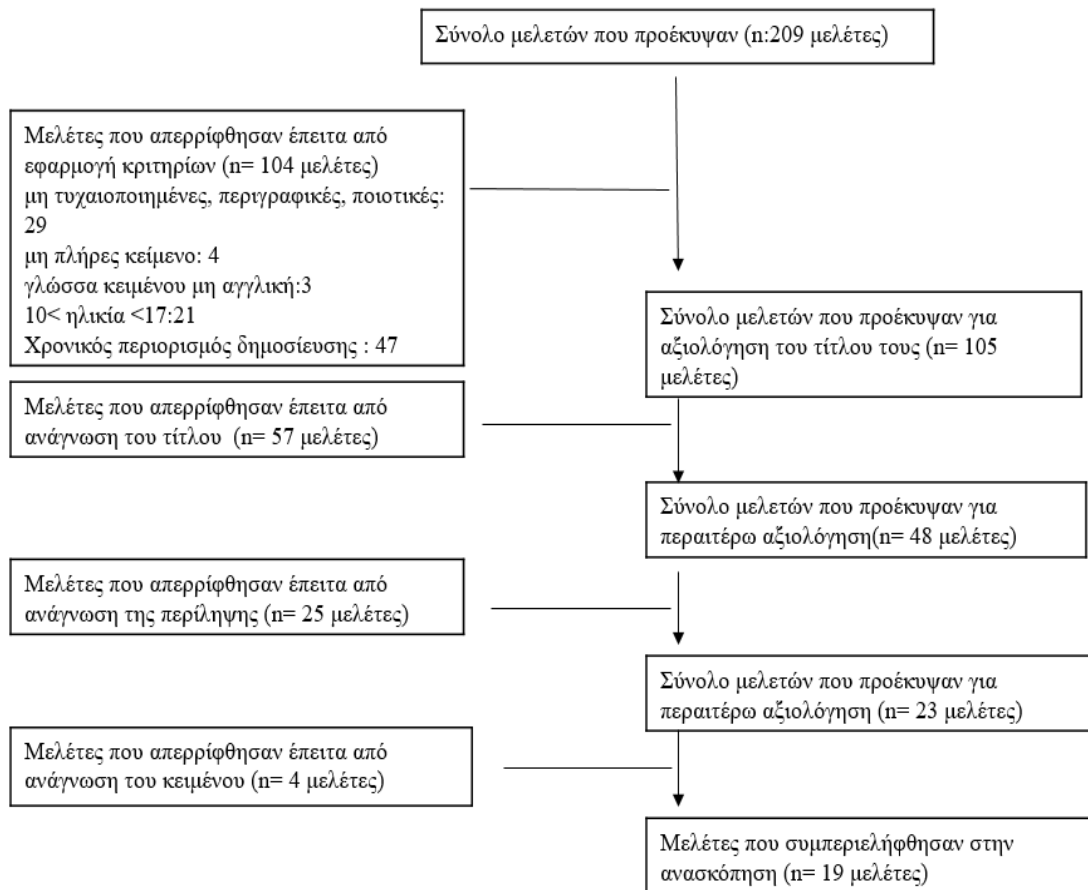 Σύνολο μελετών που προέκυψαν (n:209 μελέτες)
Μελέτες που απερρίφθησαν έπειτα από
εφαρμογή κριτηρίων (n= 104 μελέτες)
μη τυχαιοποιημένες, περιγραφικές, ποιοτικές:
29
μη πλήρες κείμενο: 4
γλώσσα κειμένου μη αγγλική:3
10< ηλικία <17:21
Χρονικός περιορισμός δημοσίευσης : 47
Σύνολο μελετών που προέκυψαν για
αξιολόγηση του τίτλου τους (n= 105
μελέτες)
Μελέτες που απερρίφθησαν έπειτα από
ανάγνωση του τίτλου (n= 57 μελέτες)
Σύνολο μελετών που προέκυψαν για
περαιτέρω αξιολόγηση(n= 48 μελέτες)
Μελέτες που απερρίφθησαν έπειτα από
ανάγνωση της περίληψης (n= 25 μελέτες)
Σύνολο μελετών που προέκυψαν για
περαιτέρω αξιολόγηση (n= 23 μελέτες)
Μελέτες που απερρίφθησαν έπειτα από
ανάγνωση του κειμένου (n= 4 μελέτες)
Μελέτες που συμπεριελήφθησαν στην
ανασκόπηση (n= 19 μελέτες)